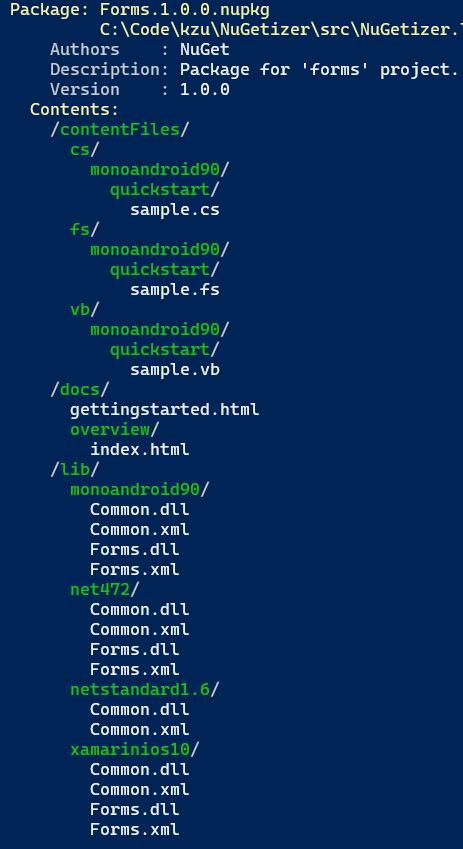 Package: Forms.1.0.0.nupkg
C:\Code\kzu\NuGetizer\src\NuGetizer.
Authors : NuGet
Description: Package for 'forms' project.
Version : 1.0.0
Contents:
/contentFiles/
cs/
monoandroid90/
quickstart/
sample.cs
fs/
monoandroid90/
quickstart/
sample.fs
vb/
monoandroid90/
quickstart/
sample.vb
/docs/
gettingstarted.html
overview/
index.html
/lib/
monoandroid90/
Common.dll
Common.xml
Forms.dll
Forms.xml
net472/
Common.dll
Common.xml
Forms.dll
Forms.xml
netstandard1.6/
Common.dll
Common.xml
xamarinios10/
Common.dll
Common.xml
Forms.dll
Forms.xml